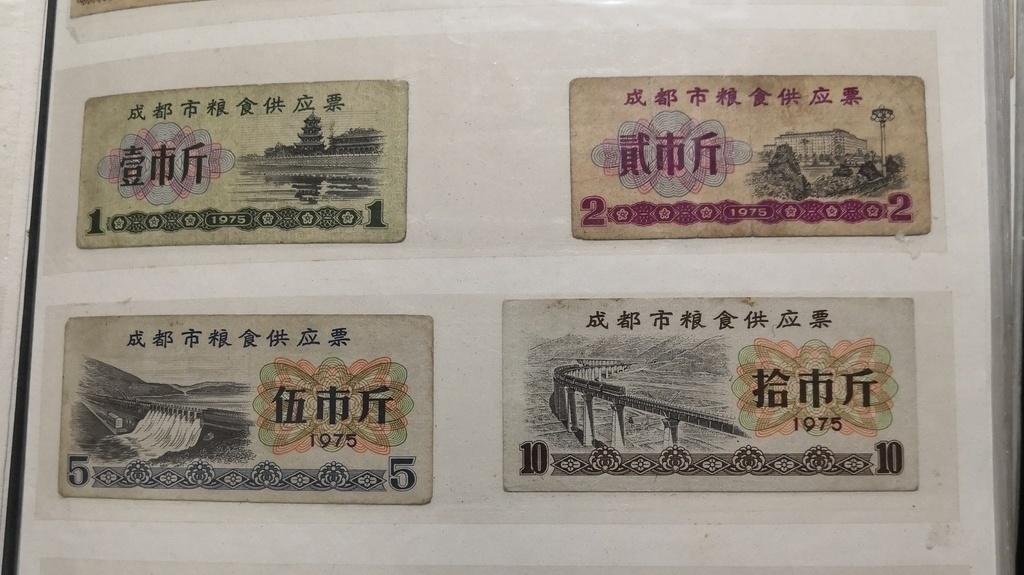 成都市粮食供应票
壹市斤
1 1975 1
成都市粮食供应票
貳市斤
2 1975 2
成都市粮食供应票
伍市斤
1975
5 5
成都市粮食供应票
拾市斤
1975
10 10